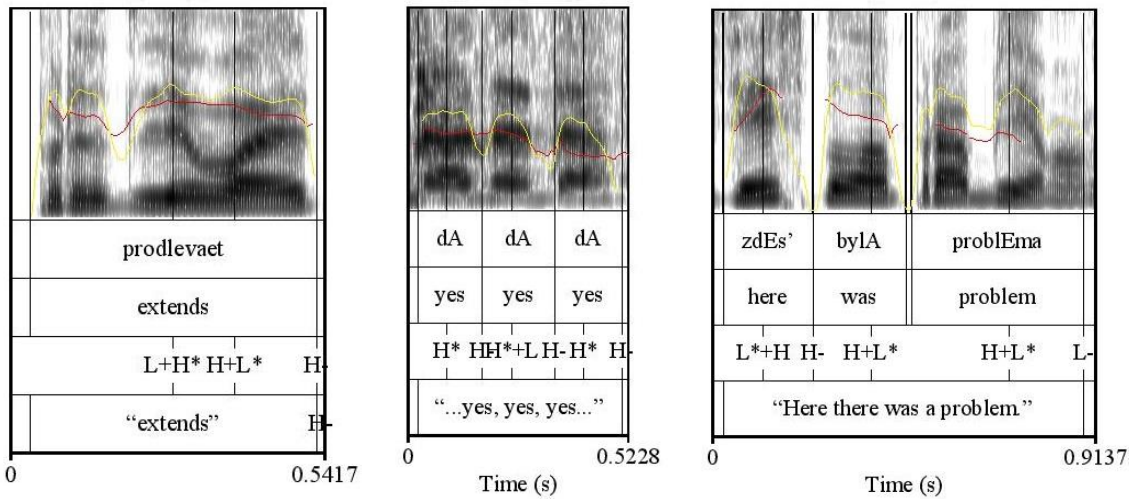 prodlevaet
extends
L+H* H+L* H-
“extends” H-
0 0.5417
dA dA dA
yes yes yes
H* H- H*+L H- H* H-
“...yes, yes, yes...”
0 0.5228
Time (s)
zdEs’ bylA problEma
here was problem
L*+H H- H+L* H+L* L-
“Here there was a problem.”
0 0.9137
Time (s)